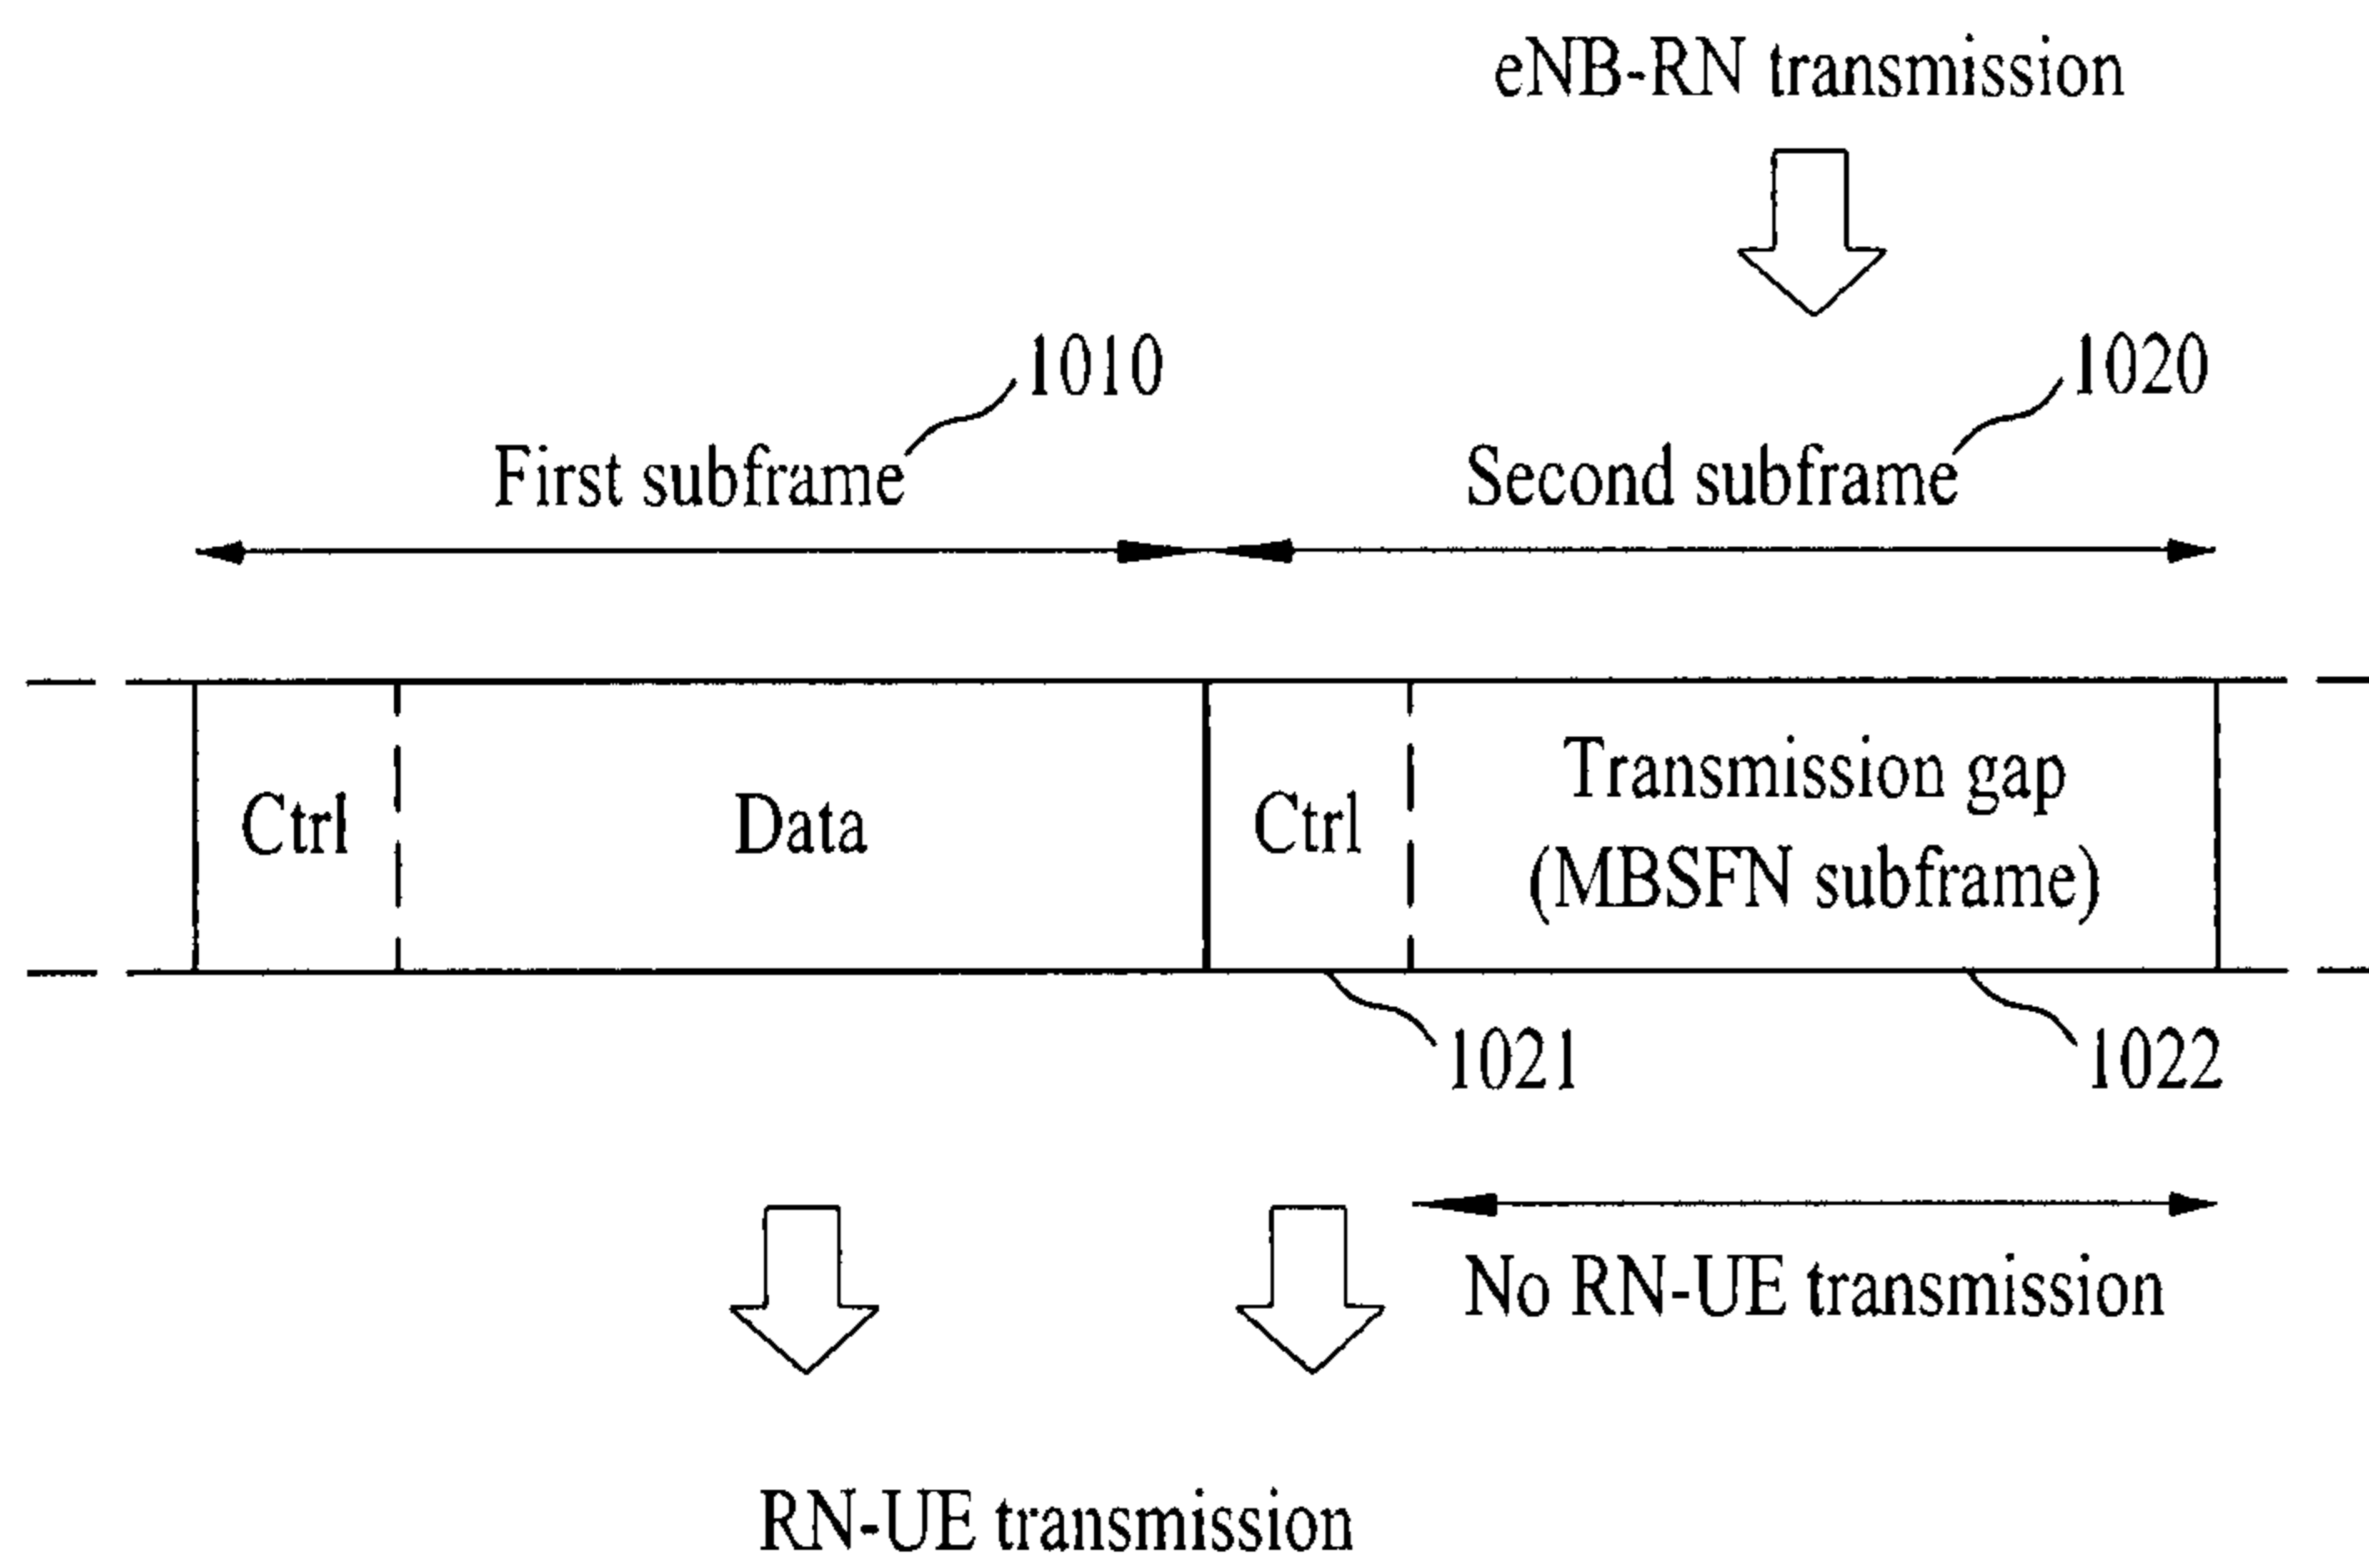 eNB-RN transmission
1010
1020
First subframe
Second subframe
Ctrl
Data
Ctrl
Transmission gap
(MBSFN subframe)
1021
1022
No RN-UE transmission
RN-UE transmission